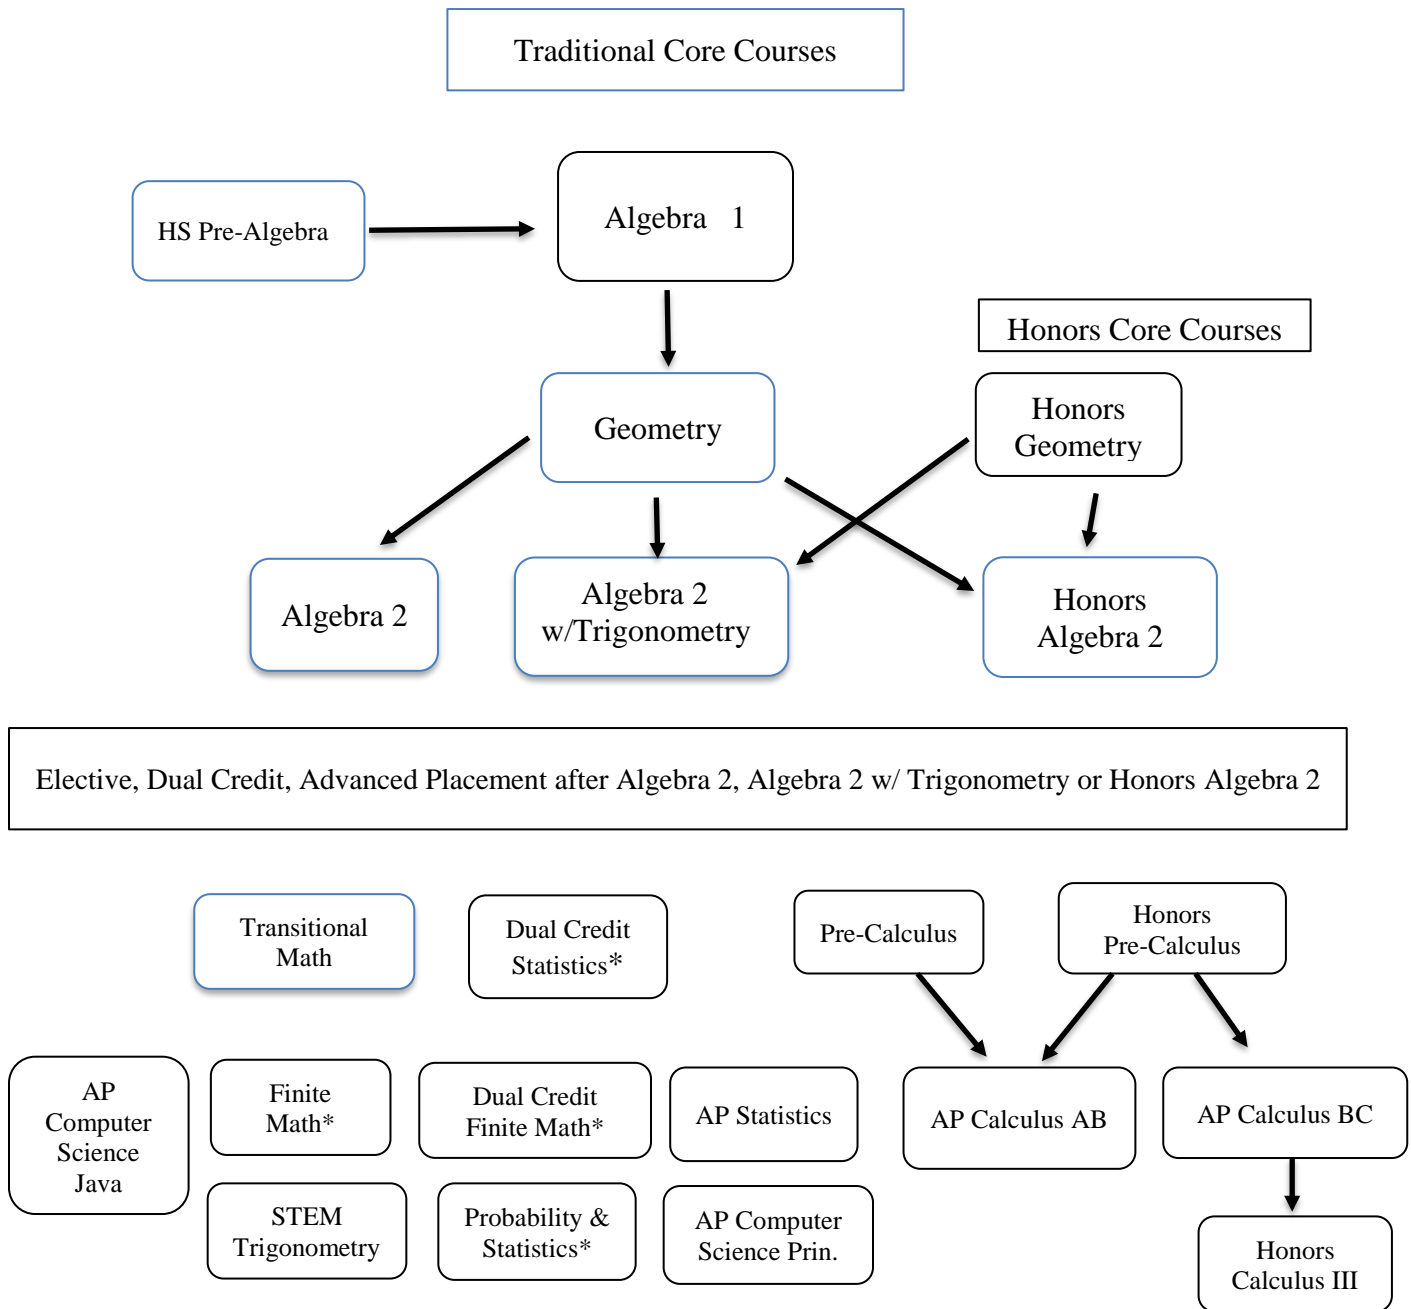 Traditional Core Courses
HS Pre-Algebra
Algebra 1
Honors Core Courses
Geometry
Honors
Geometry
Algebra 2
Algebra 2
w/Trigonometry
Honors
Algebra 2
Elective, Dual Credit, Advanced Placement after Algebra 2, Algebra 2 w/ Trigonometry or Honors Algebra 2
Transitional
Math
Dual Credit
Statistics*
Pre-Calculus
Honors
Pre-Calculus
AP
Computer
Science
Java
Finite
Math*
Dual Credit
Finite Math*
AP Statistics
AP Calculus AB
AP Calculus BC
STEM
Trigonometry
Probability &
Statistics*
AP Computer
Science Prin.
Honors
Calculus III